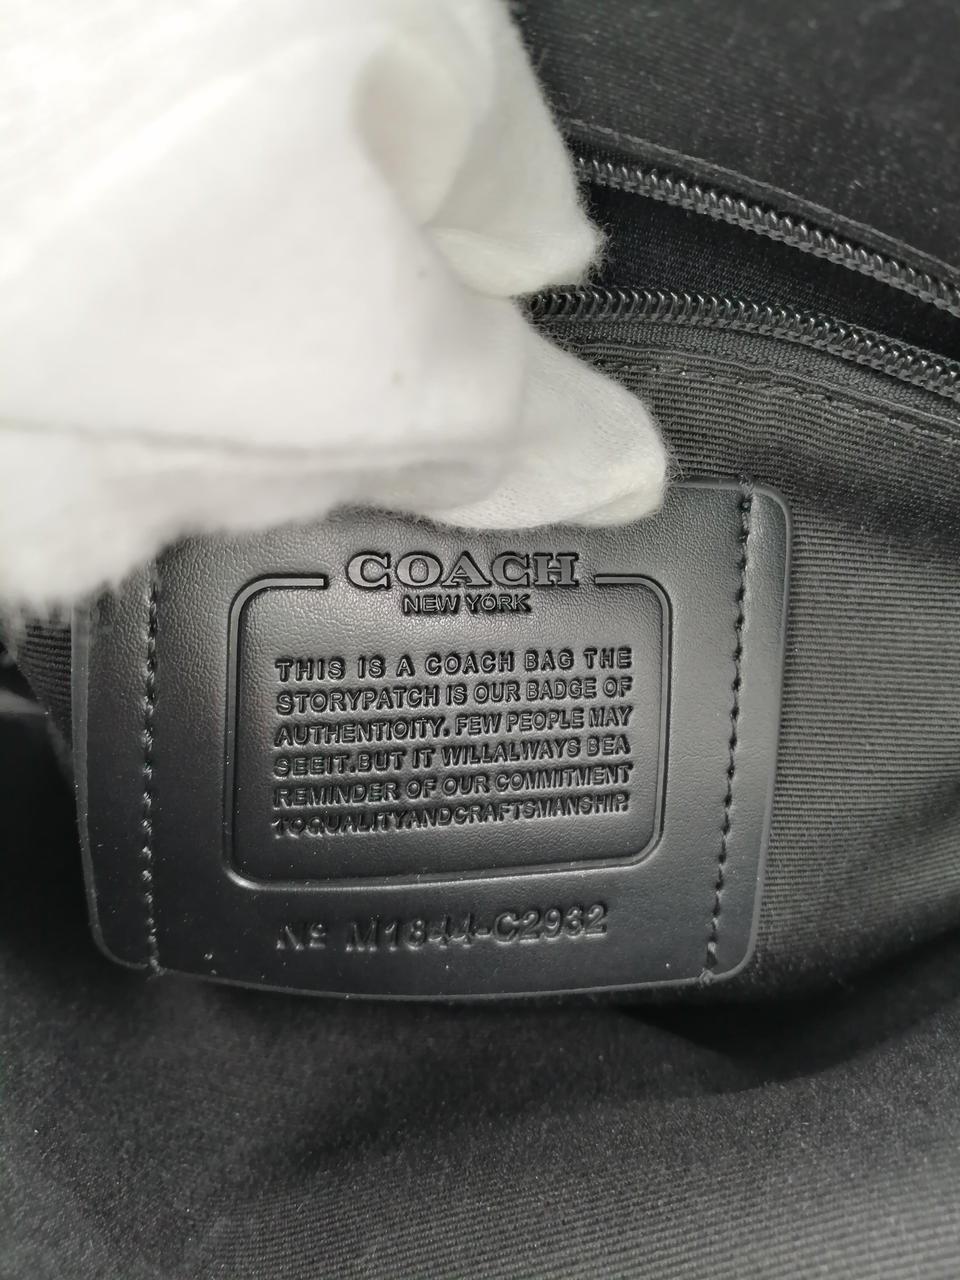 COACH
NEW YORK
THIS IS A COACH BAG THE
STORYPATCH IS OUR BADGE OF
AUTHENTIOITY. FEW PEOPLE MAY
SEEIT.BUT IT WILLALWAYS BEA
REMINDER OF OUR COMMITMENT
TOQUALITYANDCRAFTSMANSHIP.
Nº M1844-C2932